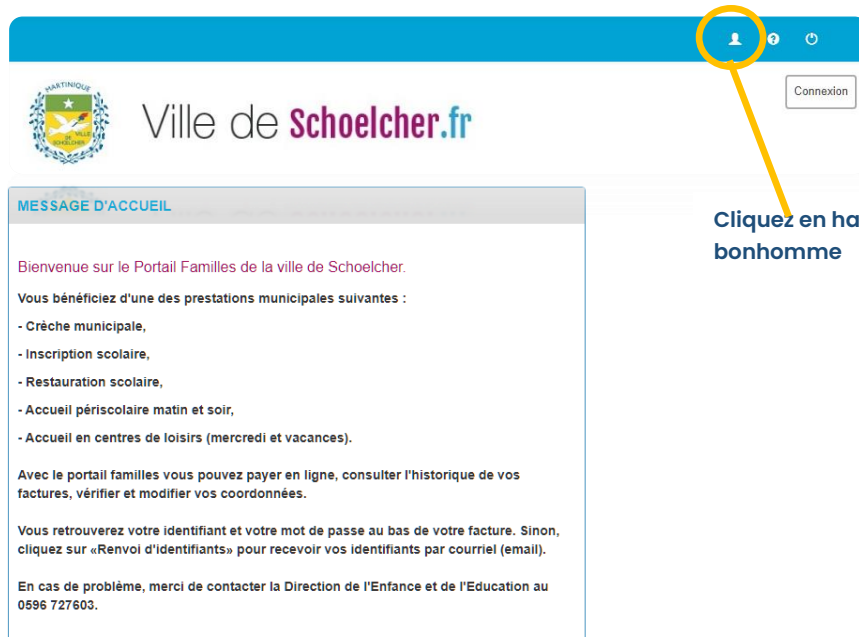 Connexion
MARTINIQUE
VILLE
DE
SCHOELCHER
Ville de Schoelcher.fr
MESSAGE D'ACCUEIL
Cliquez en ha
bonhomme
Bienvenue sur le Portail Familles de la ville de Schoelcher.
Vous bénéficiez d'une des prestations municipales suivantes :
- Crèche municipale,
- Inscription scolaire,
- Restauration scolaire,
- Accueil périscolaire matin et soir,
- Accueil en centres de loisirs (mercredi et vacances).
Avec le portail familles vous pouvez payer en ligne, consulter l'historique de vos
factures, vérifier et modifier vos coordonnées.
Vous retrouverez votre identifiant et votre mot de passe au bas de votre facture. Sinon,
cliquez sur «Renvoi d'identifiants» pour recevoir vos identifiants par courriel (email).
En cas de problème, merci de contacter la Direction de l'Enfance et de l'Education au
0596 727603.